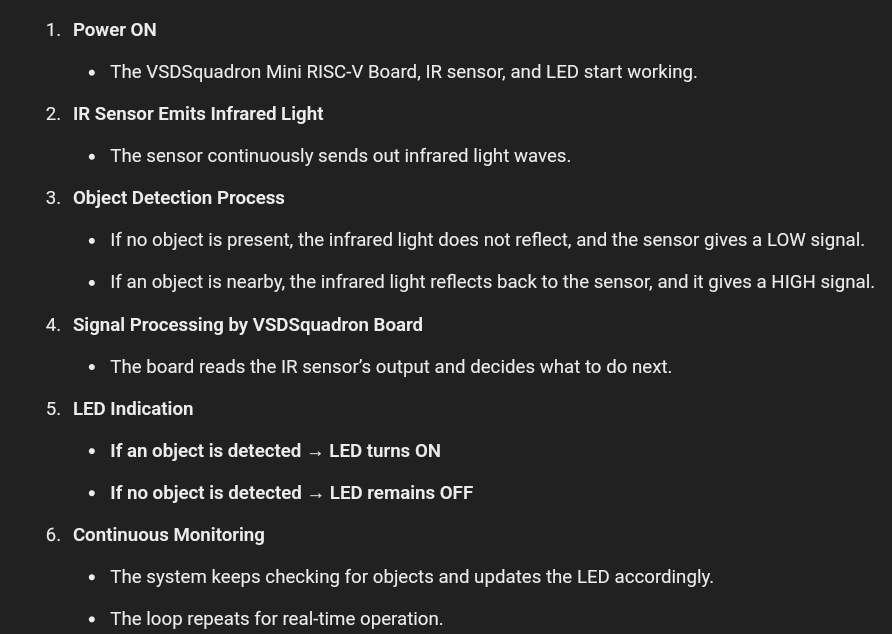 1. Power ON
• The VSDSquadron Mini RISC-V Board, IR sensor, and LED start working.
2. IR Sensor Emits Infrared Light
• The sensor continuously sends out infrared light waves.
3. Object Detection Process
• If no object is present, the infrared light does not reflect, and the sensor gives a LOW signal.
• If an object is nearby, the infrared light reflects back to the sensor, and it gives a HIGH signal.
4. Signal Processing by VSDSquadron Board
• The board reads the IR sensor’s output and decides what to do next.
5. LED Indication
• If an object is detected → LED turns ON
• If no object is detected → LED remains OFF
6. Continuous Monitoring
• The system keeps checking for objects and updates the LED accordingly.
• The loop repeats for real-time operation.